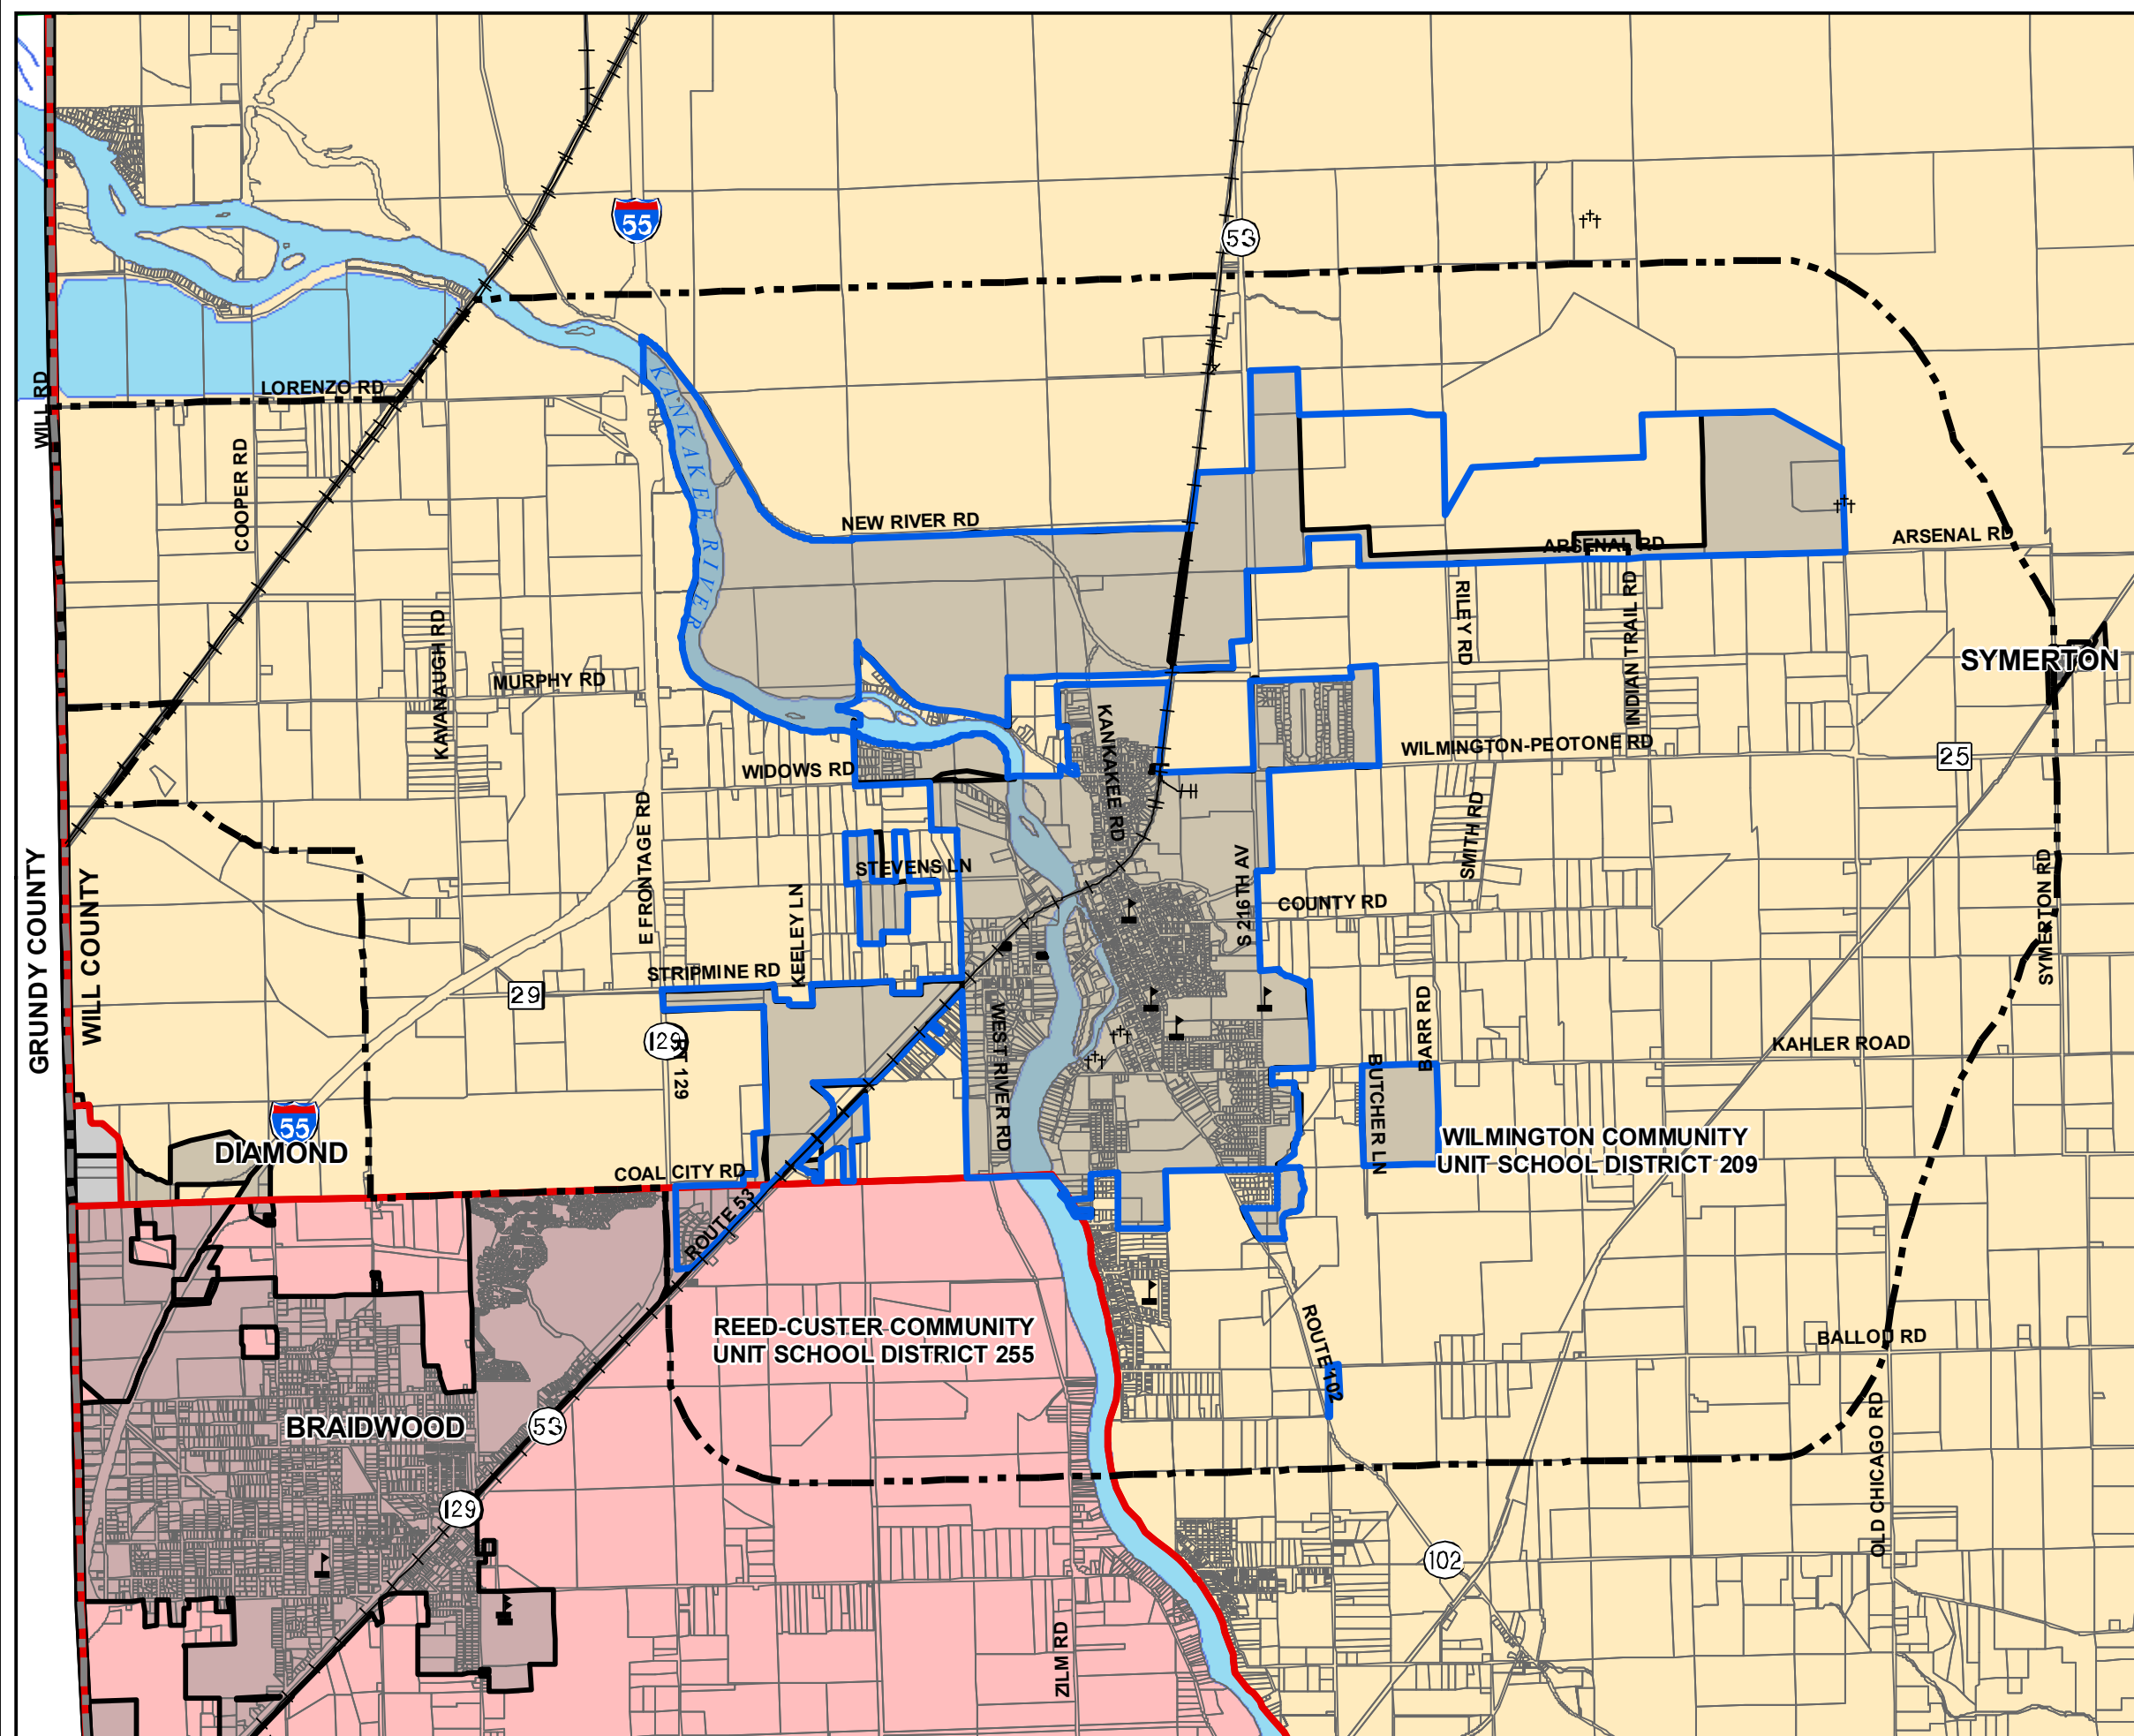 55
53
LORENZO RD
WILL RD
KANKAKEE RIVER
COOPER RD
NEW RIVER RD
ARSENAL RD
ARSENAL RD
RILEY RD
INDIAN TRAIL RD
SYMERTON
KAVANAUGH RD
MURPHY RD
KANKAKEE RD
WILMINGTON-PEOTONE RD
25
WIDOWS RD
E FRONTAGE RD
SMITH RD
STEVENS LN
S 216TH AV
COUNTY RD
SYMERTON RD
GRUNDY COUNTY
WILL COUNTY
KEELEY LN
STRIPMINE RD
29
129
RT 129
WEST RIVER RD
BARR RD
KAHLER ROAD
BUTCHER LN
55
DIAMOND
WILMINGTON COMMUNITY
UNIT SCHOOL DISTRICT 209
COAL CITY RD
ROUTE 53
REED-CUSTER COMMUNITY
UNIT SCHOOL DISTRICT 255
ROUTE 102
BALLOU RD
BRAIDWOOD
53
OLD CHICAGO RD
129
102
ZILM RD